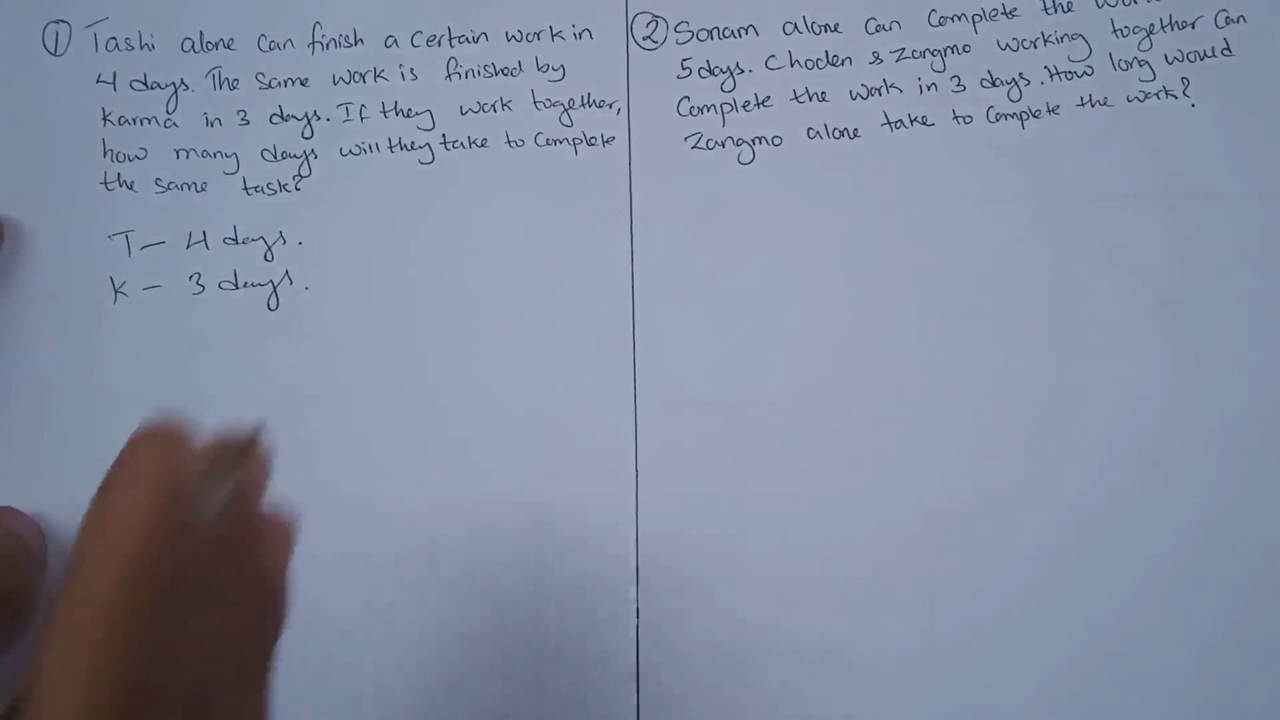 ① Tashi alone can finish a certain work in
4 days. The same work is finished by
Karma in 3 days. If they work together,
how many days will they take to complete
the same task?
T - 4 days.
K - 3 days.
② Sonam alone can complete the
5 days. Choden & Zangmo working together can
complete the work in 3 days. How long would
Zangmo alone take to complete the work?